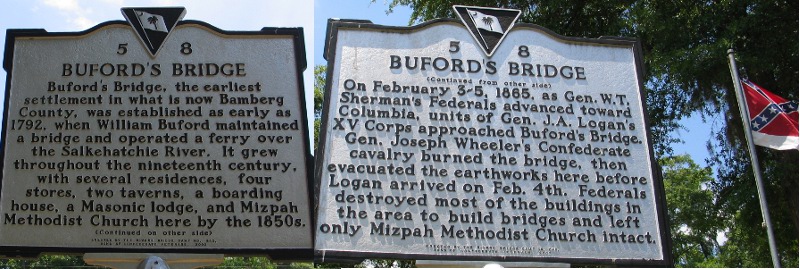 5 8
BUFORD'S BRIDGE
Buford's Bridge, the earliest
settlement in what is now Bamberg
County, was established as early as
1792, when William Buford maintained
a bridge and operated a ferry over
the Salkehatchie River. It grew
throughout the nineteenth century,
with several residences, four
stores, two taverns, a boarding
house, a Masonic lodge, and Mizpah
Methodist Church here by the 1850s.
(Continued on other side)
5 8
BUFORD'S BRIDGE
(Continued from other side)
On February 3-5, 1865, as Gen. W.T.
Sherman's Federals advanced toward
Columbia, units of Gen. J.A. Logan's
XV Corps approached Buford's Bridge.
Gen. Joseph Wheeler's Confederate
cavalry burned the bridge, then
evacuated the earthworks here before
Logan arrived on Feb. 4th. Federals
destroyed most of the buildings in
the area to build bridges and left
only Mizpah Methodist Church intact.